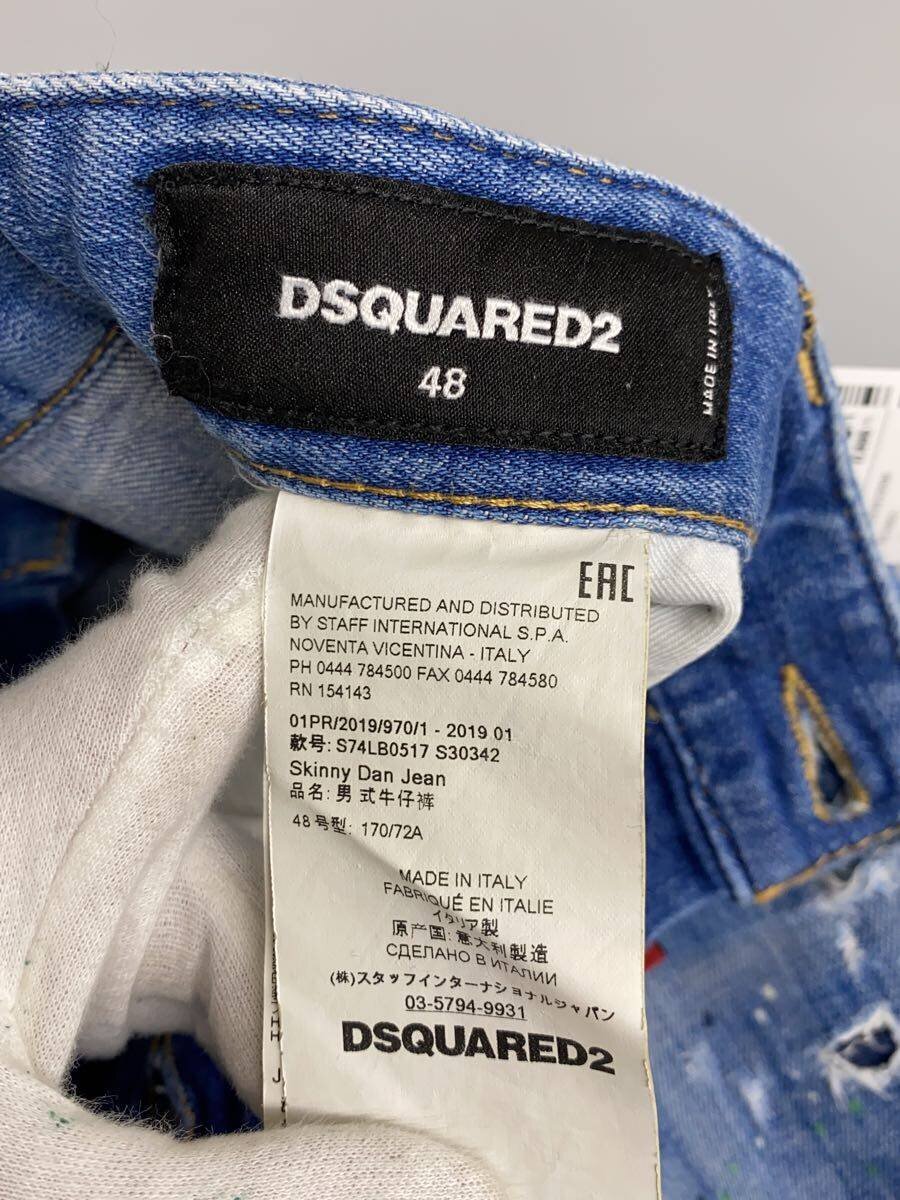 DSQUARED2
48
MADE IN ITALY
EAC
MANUFACTURED AND DISTRIBUTED
BY STAFF INTERNATIONAL S.P.A.
NOVENTA VICENTINA - ITALY
PH 0444 784500 FAX 0444 784580
RN 154143
01PR/2019/970/1 - 2019 01
款号: S74LB0517 S30342
Skinny Dan Jean
品名: 男 式牛仔裤
48号型: 170/72A
MADE IN ITALY
FABRIQUÉ EN ITALIE
イタリア製
原产国: 意大利製造
СДЕЛАНО В ИТАЛИИ
(株)スタッフインターナショナルジャパン
03-5794-9931
DSQUARED2